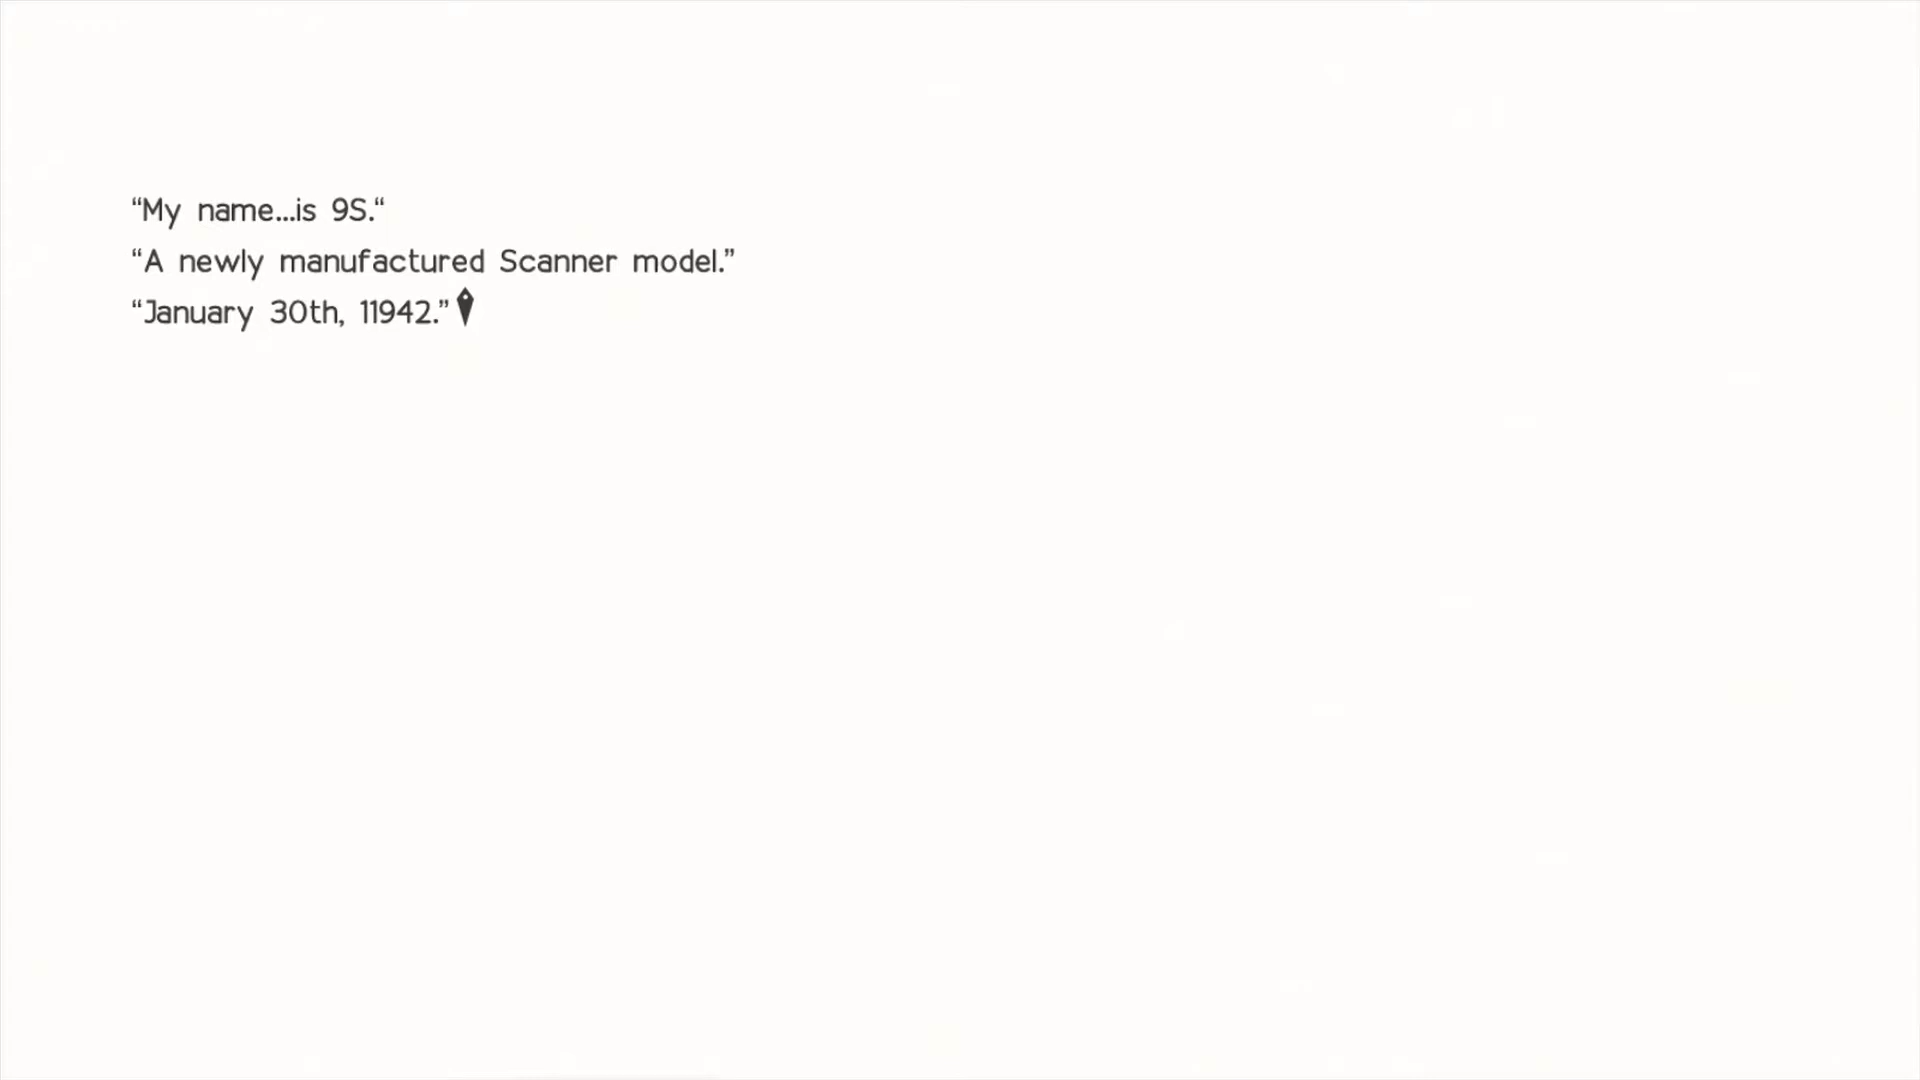 “My name...is 9S.“
“A newly manufactured Scanner model.”
“January 30th, 11942.”